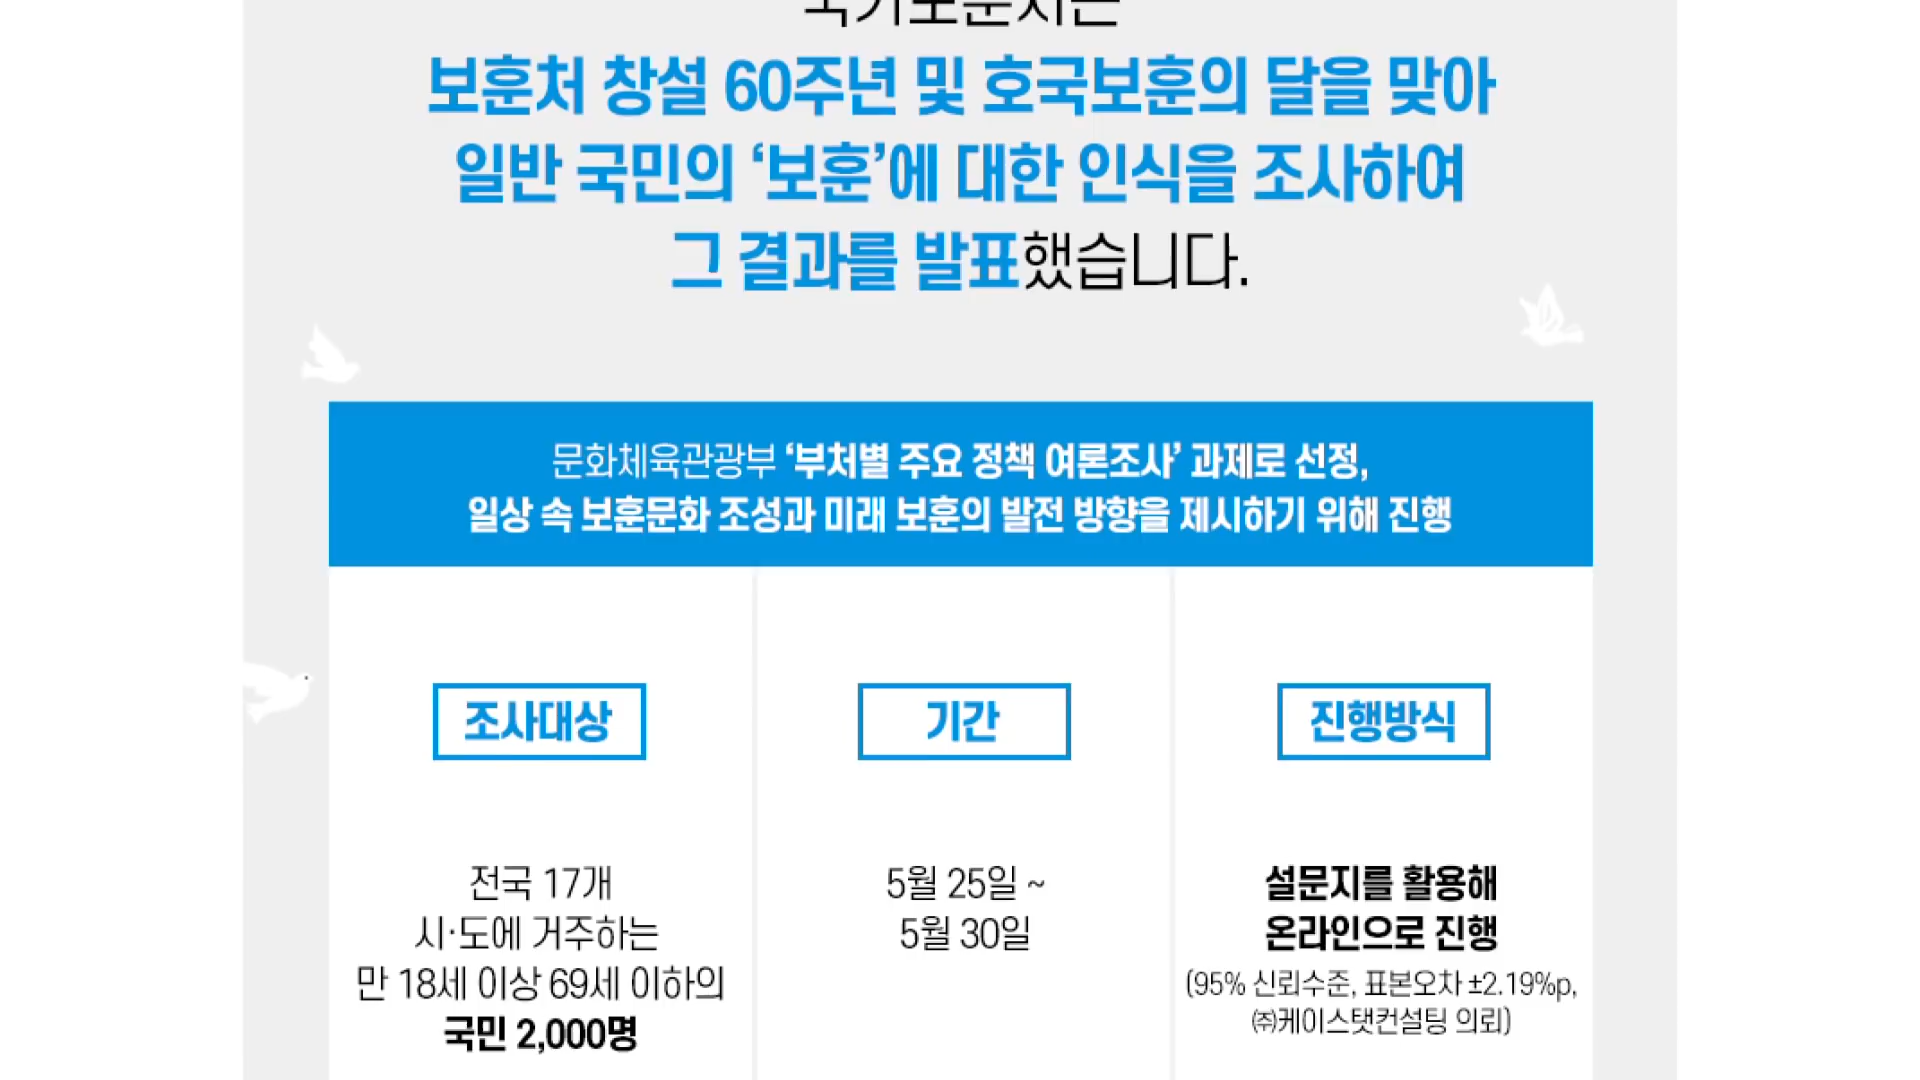 국가보훈처는
보훈처 창설 60주년 및 호국보훈의 달을 맞아
일반 국민의 ‘보훈’에 대한 인식을 조사하여
그 결과를 발표했습니다.
문화체육관광부 ‘부처별 주요 정책 여론조사’ 과제로 선정,
일상 속 보훈문화 조성과 미래 보훈의 발전 방향을 제시하기 위해 진행
조사대상
전국 17개
시·도에 거주하는
만 18세 이상 69세 이하의
국민 2,000명
기간
5월 25일 ~
5월 30일
진행방식
설문지를 활용해
온라인으로 진행
(95% 신뢰수준, 표본오차 ±2.19%p,
㈜케이스탯컨설팅 의뢰)